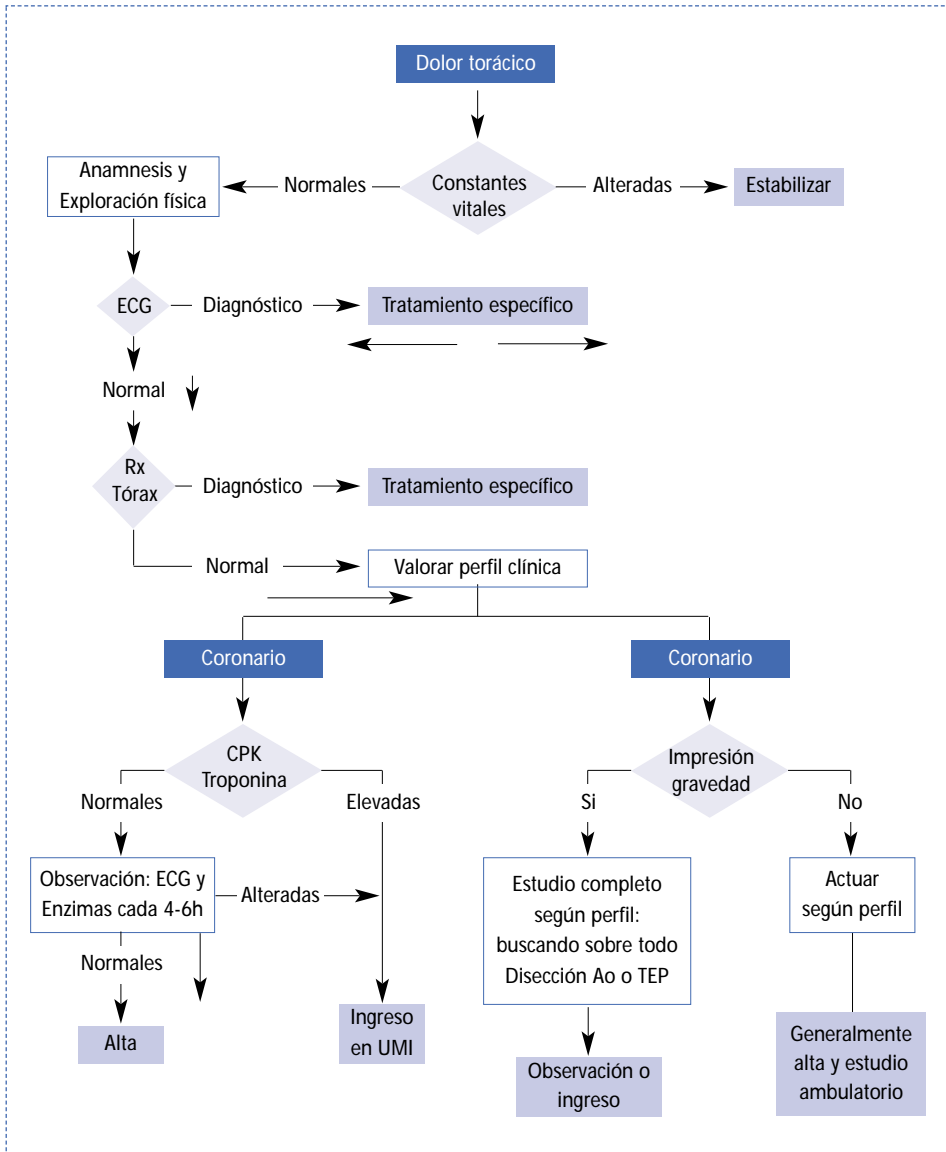 Dolor torácico
Anamnesis y
Exploración física
Normales
Constantes
vitales
Alteradas
Estabilizar
ECG
Diagnóstico
Tratamiento específico
Normal
Rx
Tórax
Diagnóstico
Tratamiento específico
Normal
Valorar perfil clínica
Coronario
Coronario
CPK
Troponina
Impresión
gravedad
Normales
Elevadas
Si
No
Observación: ECG y
Enzimas cada 4-6h
Alteradas
Estudio completo
según perfil:
buscando sobre todo
Disección Ao o TEP
Actuar
según perfil
Normales
Alta
Ingreso
en UMI
Observación o
ingreso
Generalmente
alta y estudio
ambulatorio